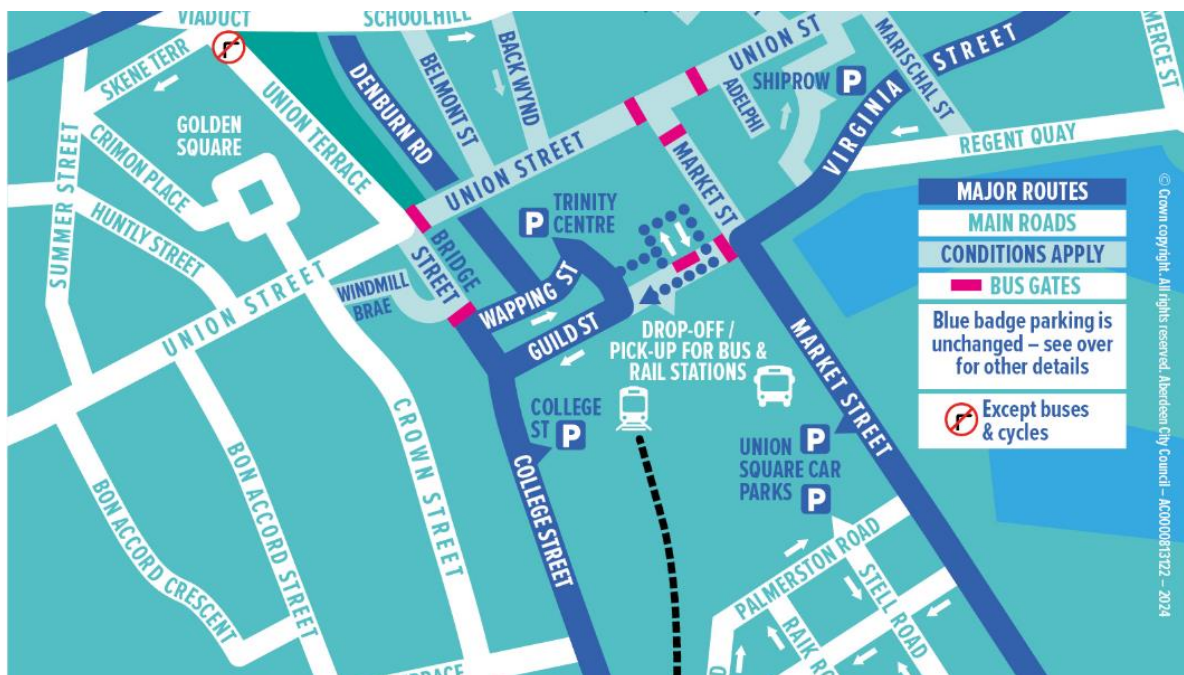 VIADUCT
SCHOOLHILL
SKENE TERR
UNION TERRACE
DENBURN RD
BELMONT ST
BACK WYND
UNION ST
ADELPHI
SHIPROW P
MARISCHAL ST
VIRGINIA STREET
MERCE ST
REGENT QUAY
GOLDEN
SQUARE
CRIMON PLACE
SUMMER STREET
HUNTLY STREET
UNION STREET
UNION STREET
BRIDGE
STREET
WINDMILL
BRAE
P TRINITY
CENTRE
MARKET ST
WAPPING ST
GUILD ST
DROP-OFF /
PICK-UP FOR BUS &
RAIL STATIONS
MARKET STREET
COLLEGE
ST P
COLLEGE STREET
UNION P
SQUARE CAR
PARKS P
CROWN STREET
BON ACCORD STREET
BON ACCORD CRESCENT
RRACE
PALMERSTON ROAD
STELL ROAD
RAIK RO
D
MAJOR ROUTES
MAIN ROADS
CONDITIONS APPLY
BUS GATES
Blue badge parking is
unchanged – see over
for other details
Except buses
& cycles
© Crown copyright. All rights reserved. Aberdeen City Council – AC0000813122 – 2024